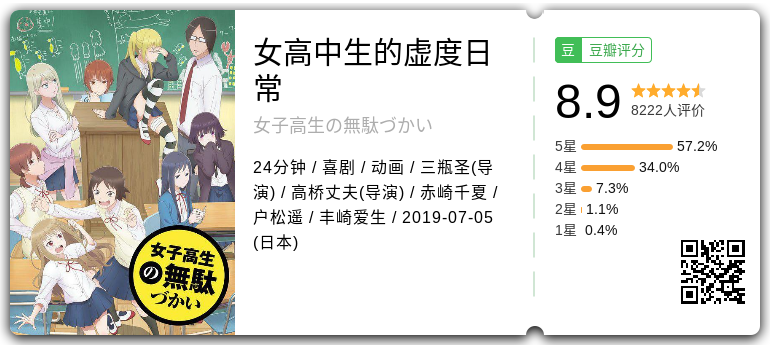 女子高生
の無駄
づかい
女高中生的虚度日
常
女子高生の無駄づかい
24分钟 / 喜剧 / 动画 / 三瓶圣(导
演) / 高桥丈夫(导演) / 赤崎千夏 /
户松遥 / 丰崎爱生 / 2019-07-05
(日本)
豆 豆瓣评分
8.9
8222人评价
5星 57.2%
4星 34.0%
3星 7.3%
2星 1.1%
1星 0.4%